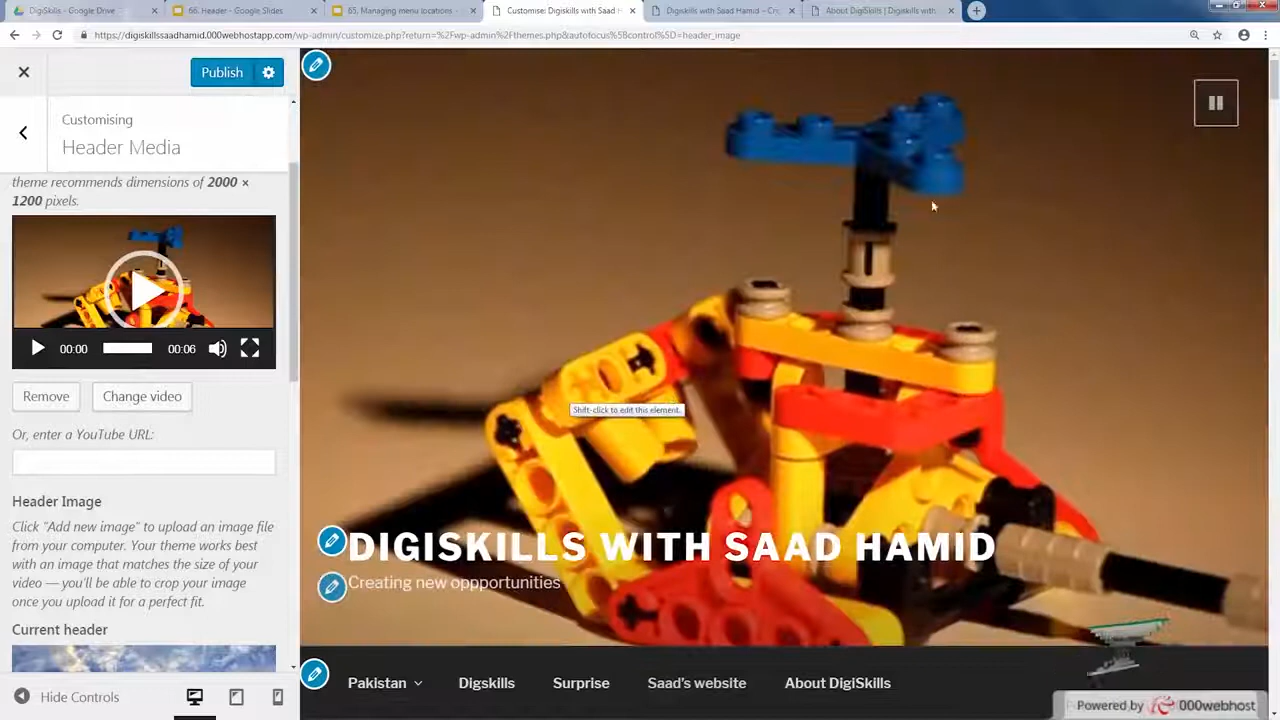 DigiSkills - Google Drive
66. Header - Google Slides
65. Managing menu locations -
Customise: Digiskills with Saad H
Digiskills with Saad Hamid – Cre
About DigiSkills | Digiskills with
https://digiskillssaadhamid.000webhostapp.com/wp-admin/customize.php?return=%2Fwp-admin%2Fthemes.php&autofocus%5Bcontrol%5D=header_image
Publish
Customising
Header Media
theme recommends dimensions of 2000 ×
1200 pixels.
00:00
00:06
Remove
Change video
Or, enter a YouTube URL:
Header Image
Click "Add new image" to upload an image file
from your computer. Your theme works best
with an image that matches the size of your
video — you'll be able to crop your image
once you upload it for a perfect fit.
Current header
Hide Controls
Shift-click to edit this element.
DIGISKILLS WITH SAAD HAMID
Creating new oppportunities
Pakistan
Digskills
Surprise
Saad's website
About DigiSkills
Powered by 000webhost